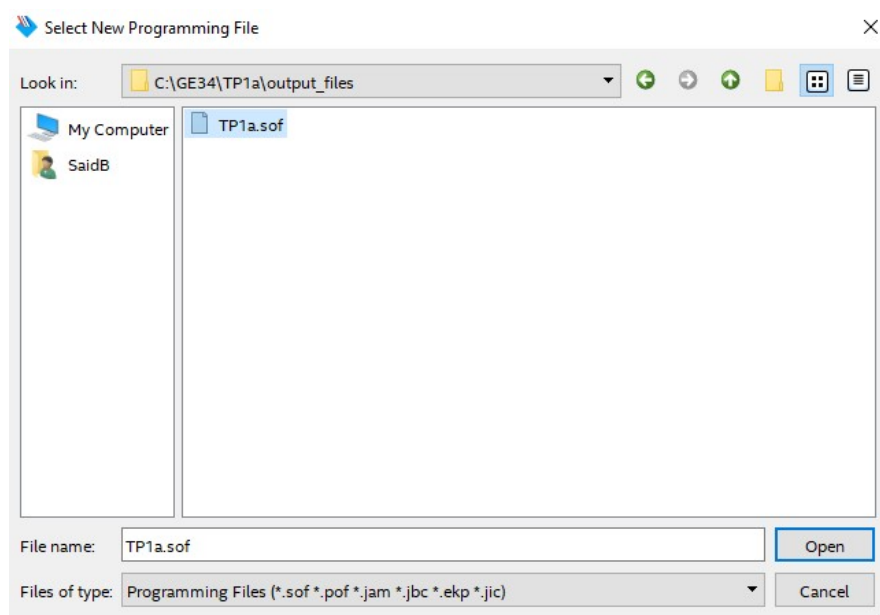 Select New Programming File
Look in: C:\GE34\TP1a\output_files
My Computer
TP1a.sof
SaidB
File name: TP1a.sof
Open
Files of type: Programming Files (*.sof *.pof *.jam *.jbc *.ekp *.jic)
Cancel